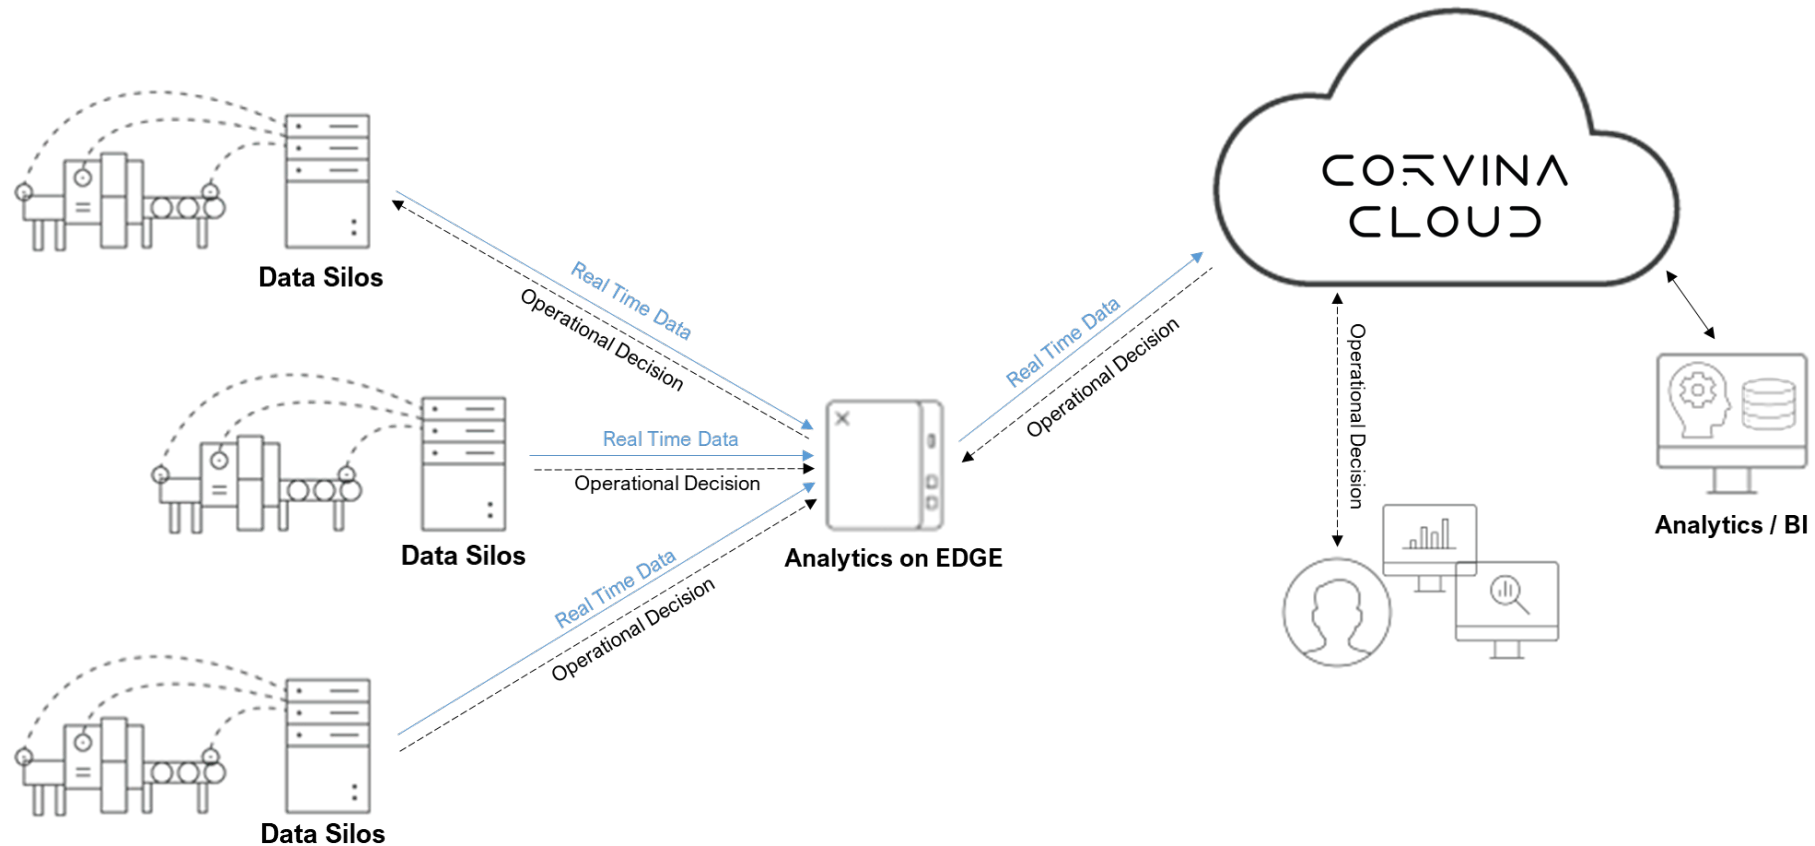 CORVINA
CLOUD
Data Silos
Real Time Data
Operational Decision
Real Time Data
Operational Decision
Operational Decision
Real Time Data
Operational Decision
Data Silos
Analytics on EDGE
Analytics / BI
Real Time Data
Operational Decision
Data Silos